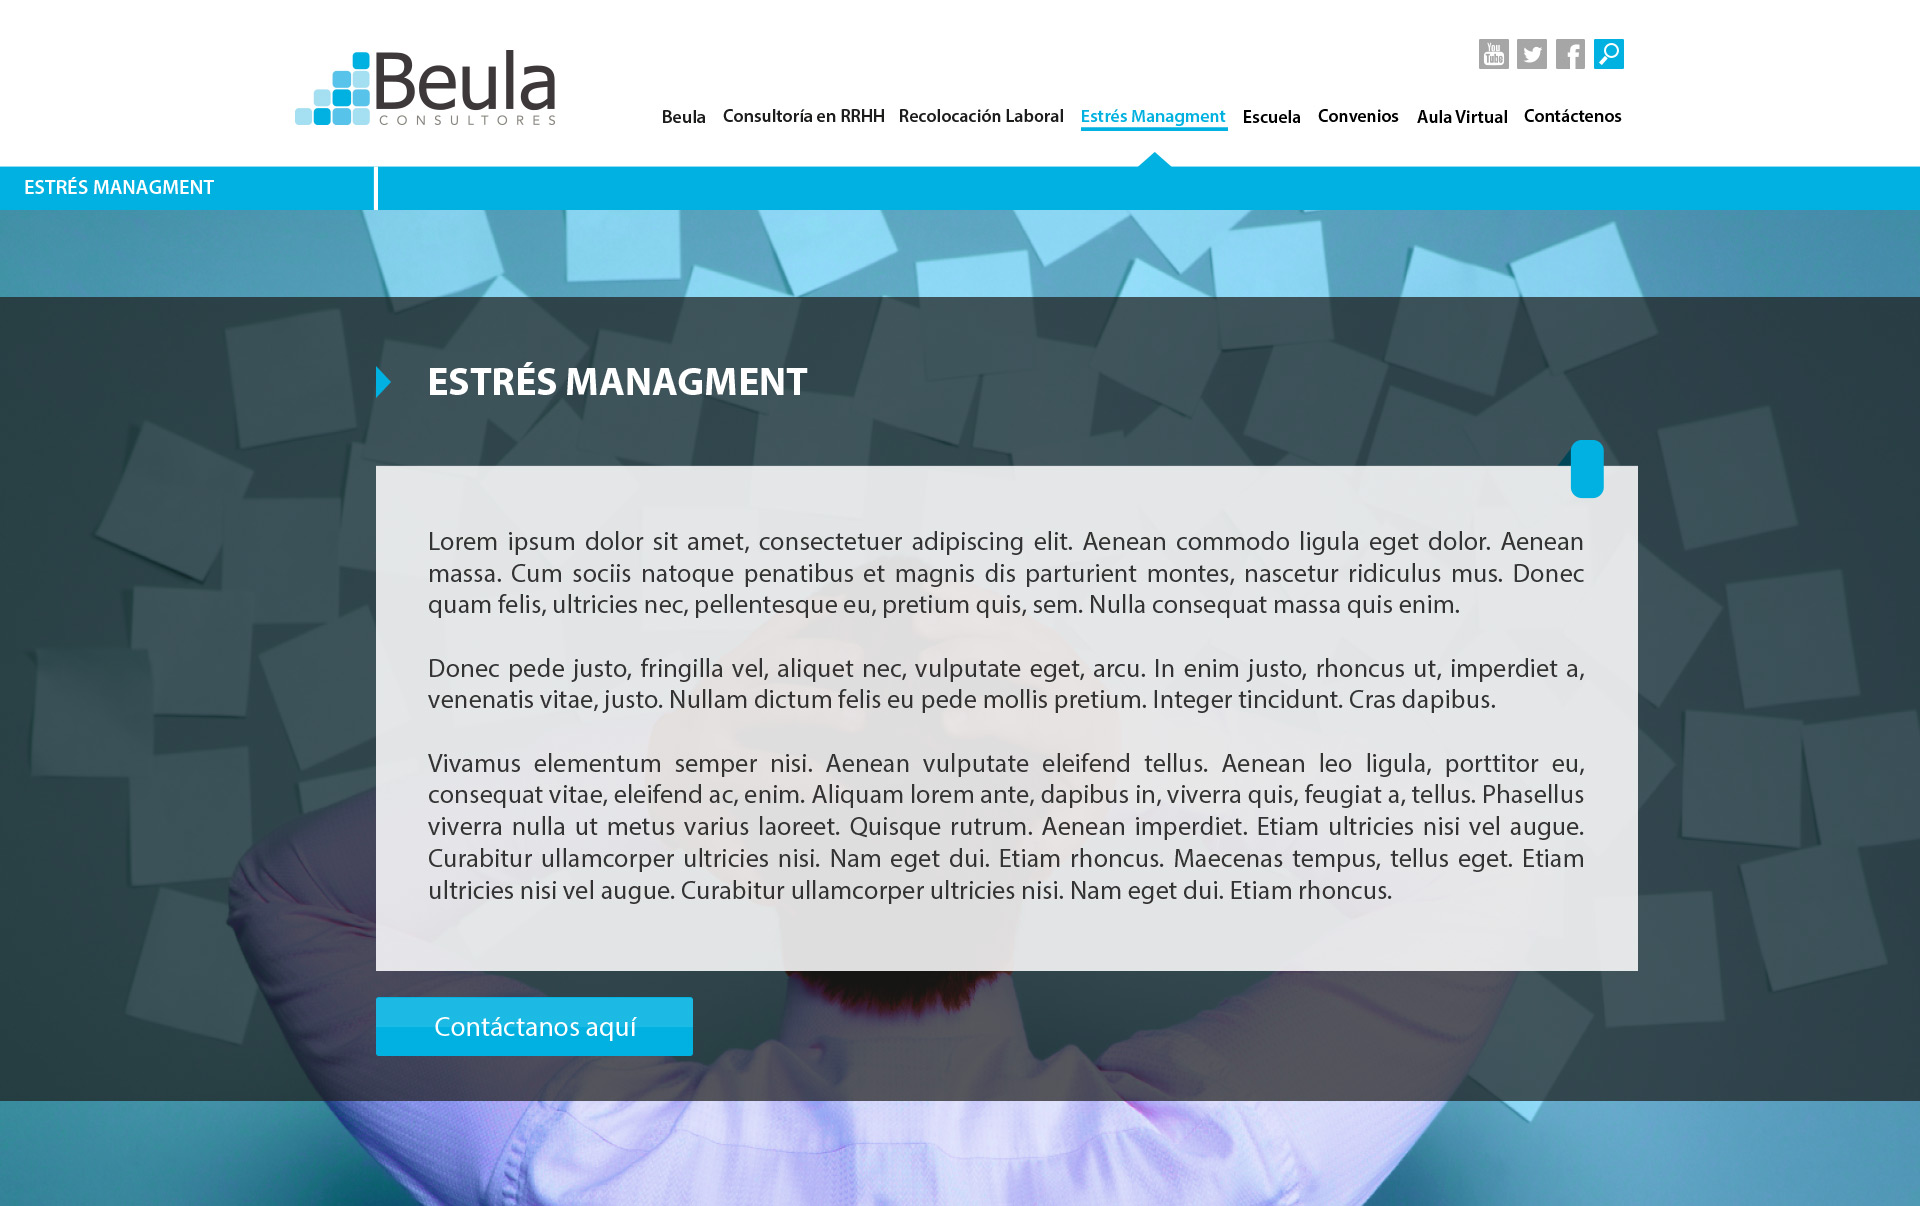 Beula
CONSULTORES
You
Tube
Beula Consultoría en RRHH Recolocación Laboral Estrés Managment Escuela Convenios Aula Virtual Contáctenos
ESTRÉS MANAGMENT
ESTRÉS MANAGMENT
Lorem ipsum dolor sit amet, consectetuer adipiscing elit. Aenean commodo ligula eget dolor. Aenean
massa. Cum sociis natoque penatibus et magnis dis parturient montes, nascetur ridiculus mus. Donec
quam felis, ultricies nec, pellentesque eu, pretium quis, sem. Nulla consequat massa quis enim.
Donec pede justo, fringilla vel, aliquet nec, vulputate eget, arcu. In enim justo, rhoncus ut, imperdiet a,
venenatis vitae, justo. Nullam dictum felis eu pede mollis pretium. Integer tincidunt. Cras dapibus.
Vivamus elementum semper nisi. Aenean vulputate eleifend tellus. Aenean leo ligula, porttitor eu,
consequat vitae, eleifend ac, enim. Aliquam lorem ante, dapibus in, viverra quis, feugiat a, tellus. Phasellus
viverra nulla ut metus varius laoreet. Quisque rutrum. Aenean imperdiet. Etiam ultricies nisi vel augue.
Curabitur ullamcorper ultricies nisi. Nam eget dui. Etiam rhoncus. Maecenas tempus, tellus eget. Etiam
ultricies nisi vel augue. Curabitur ullamcorper ultricies nisi. Nam eget dui. Etiam rhoncus.
Contáctanos aquí